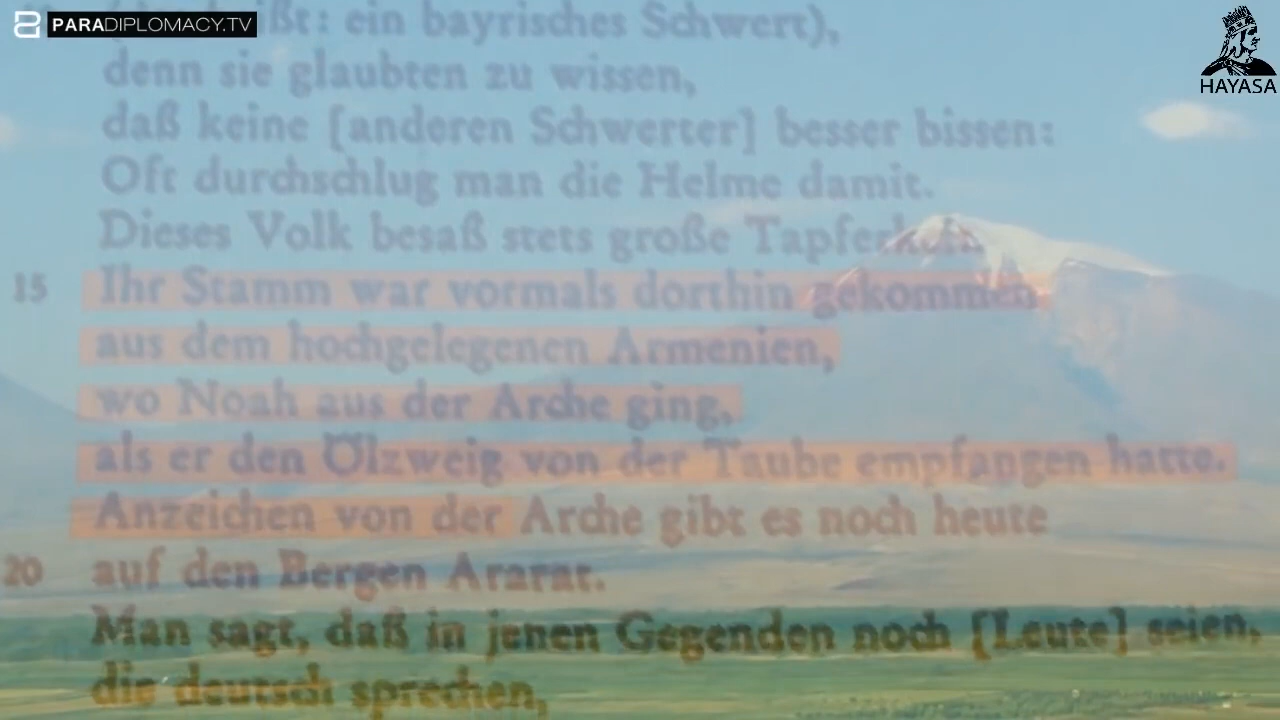 PARADIPLOMACY.TV
HAYASA
ein bayrisches Schwert),
denn sie glaubten zu wissen,
daß keine [anderen Schwerter] besser bissen:
Oft durchschlug man die Helme damit.
Dieses Volk besaß stets große Tapferkeit.
15 Ihr Stamm war vormals dorthin gekommen
aus dem hochgelegenen Armenien,
wo Noah aus der Arche ging,
als er den Ölzweig von der Taube empfangen hatte.
Anzeichen von der Arche gibt es noch heute
20 auf den Bergen Ararat.
Man sagt, daß in jenen Gegenden noch [Leute] seien,
die deutsch sprechen,